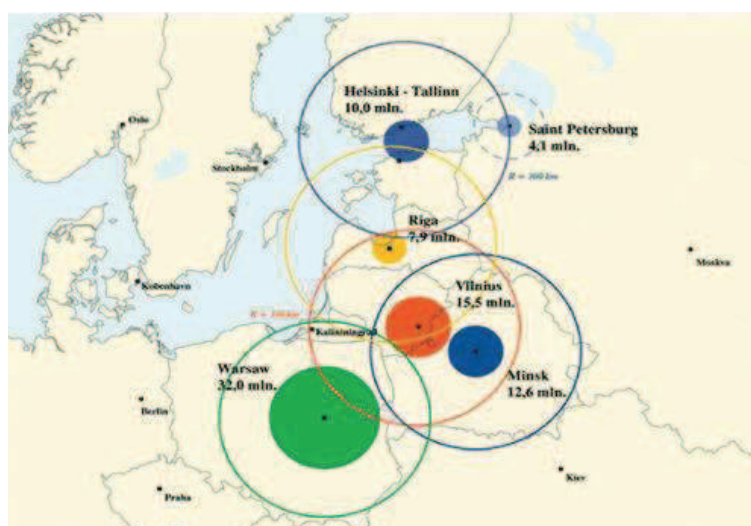 Helsinki - Tallinn
10,0 mln.
Oslo
Saint Petersburg
4,1 mln.
Stockholm
Riga
7,9 mln.
Moskva
Kobenhavn
Vilnius
15,5 mln.
Kaliningrad
Warsaw
32,0 mln.
Minsk
12,6 mln.
Berlin
Kiev
Praha